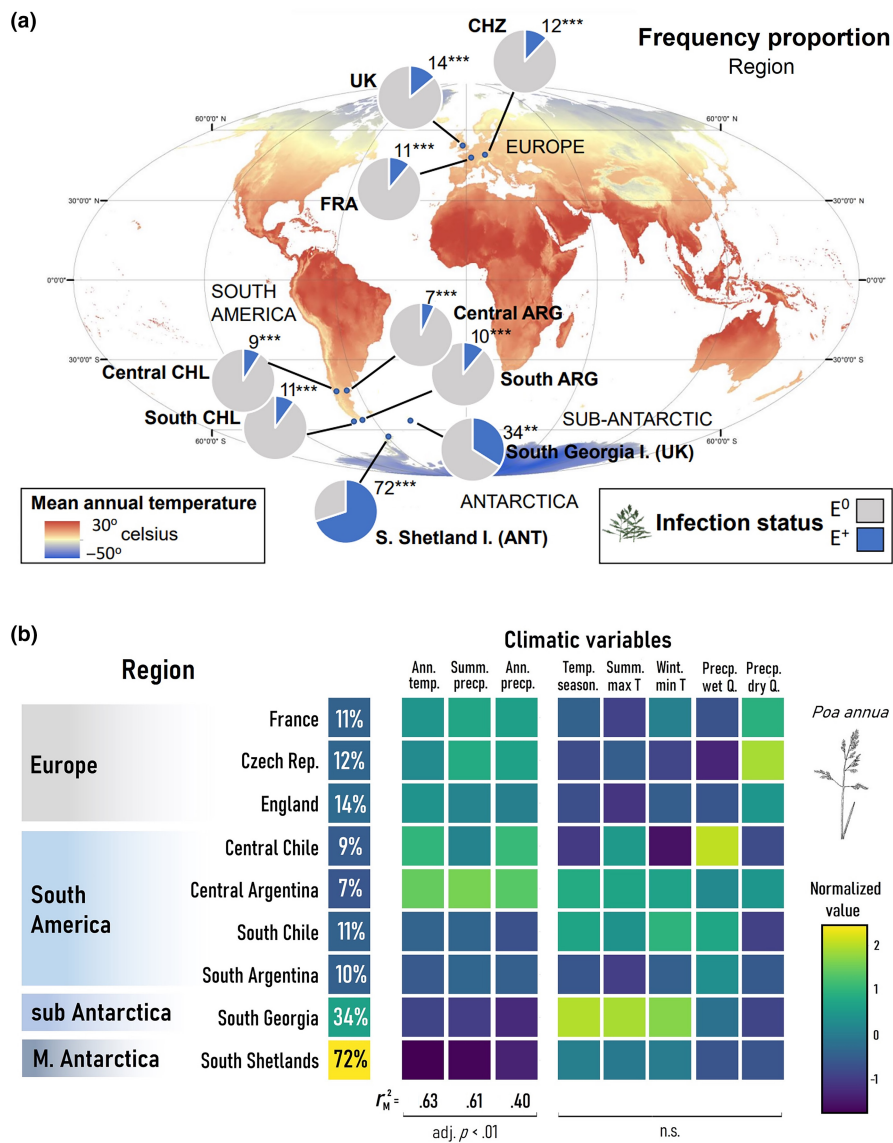 (a)
Frequency proportion
Region
CHZ
12***
UK
14***
FRA
11***
EUROPE
60°0'0" N
60°0'0" N
30°0'0" N
30°0'0" N
0°0'0"
0°0'0"
SOUTH
AMERICA
7***
Central ARG
9***
Central CHL
10***
South ARG
30°0'0" S
30°0'0" S
11***
South CHL
SUB-ANTARCTIC
34**
South Georgia I. (UK)
60°0'0" S
60°0'0" S
72***
ANTARCTICA
S. Shetland I. (ANT)
Mean annual temperature
30° celsius
−50°
Infection status
E⁰
E⁺
(b)
Climatic variables
Region
Ann. temp.
Summ. precp.
Ann. precp.
Temp. season.
Summ. max T
Wint. min T
Precp. wet Q.
Precp. dry Q.
Europe
France 11%
Czech Rep. 12%
England 14%
South America
Central Chile 9%
Central Argentina 7%
South Chile 11%
South Argentina 10%
sub Antarctica
South Georgia 34%
M. Antarctica
South Shetlands 72%
r²M = .63 .61 .40
adj. p < .01
n.s.
Poa annua
Normalized
value
2
1
0
-1